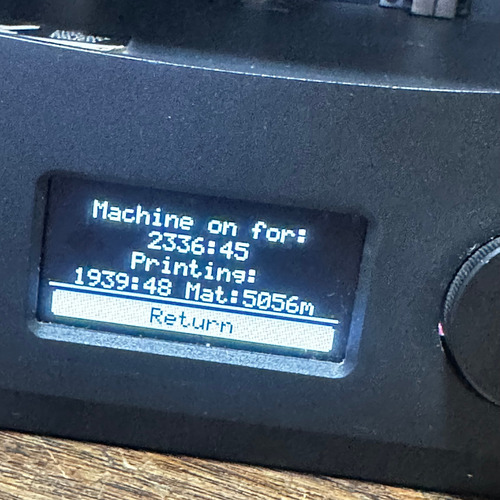 Machine on for:
2336:45
Printing:
1939:48 Mat:5056m
Return